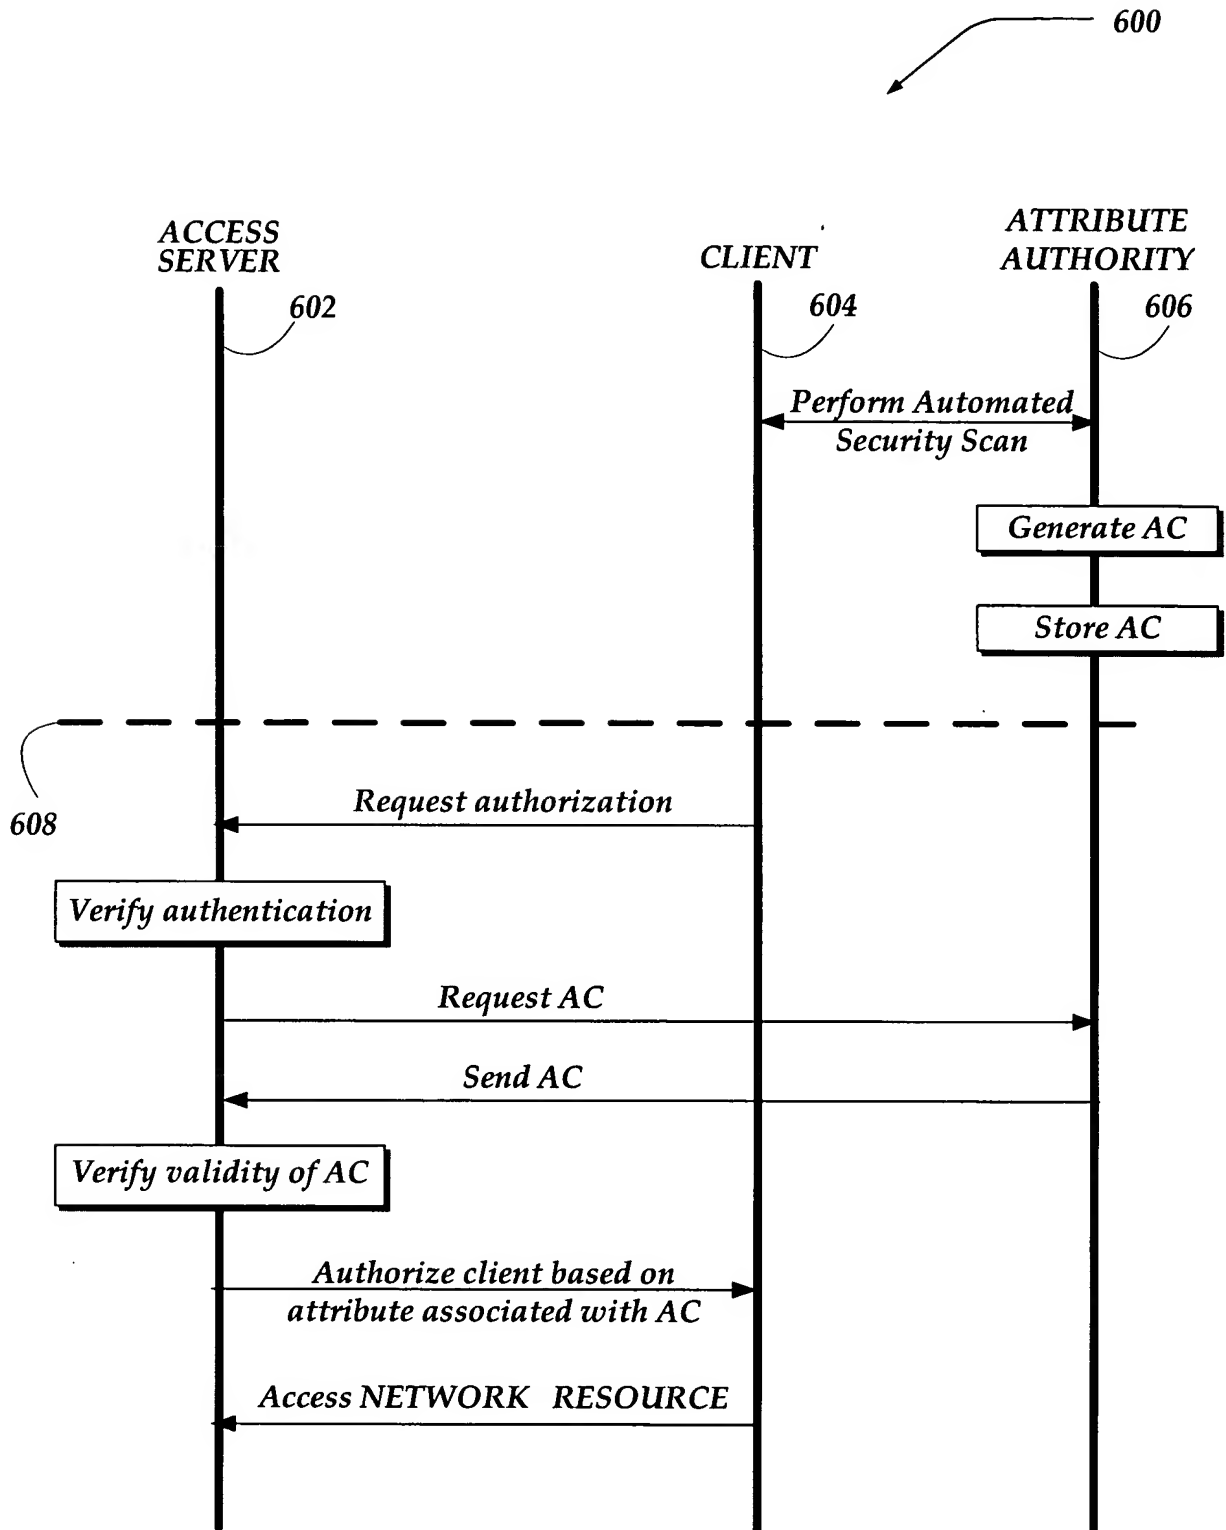 600
ACCESS
SERVER
CLIENT
ATTRIBUTE
AUTHORITY
602
604
606
Perform Automated
Security Scan
Generate AC
Store AC
608
Request authorization
Verify authentication
Request AC
Send AC
Verify validity of AC
Authorize client based on
attribute associated with AC
Access NETWORK RESOURCE